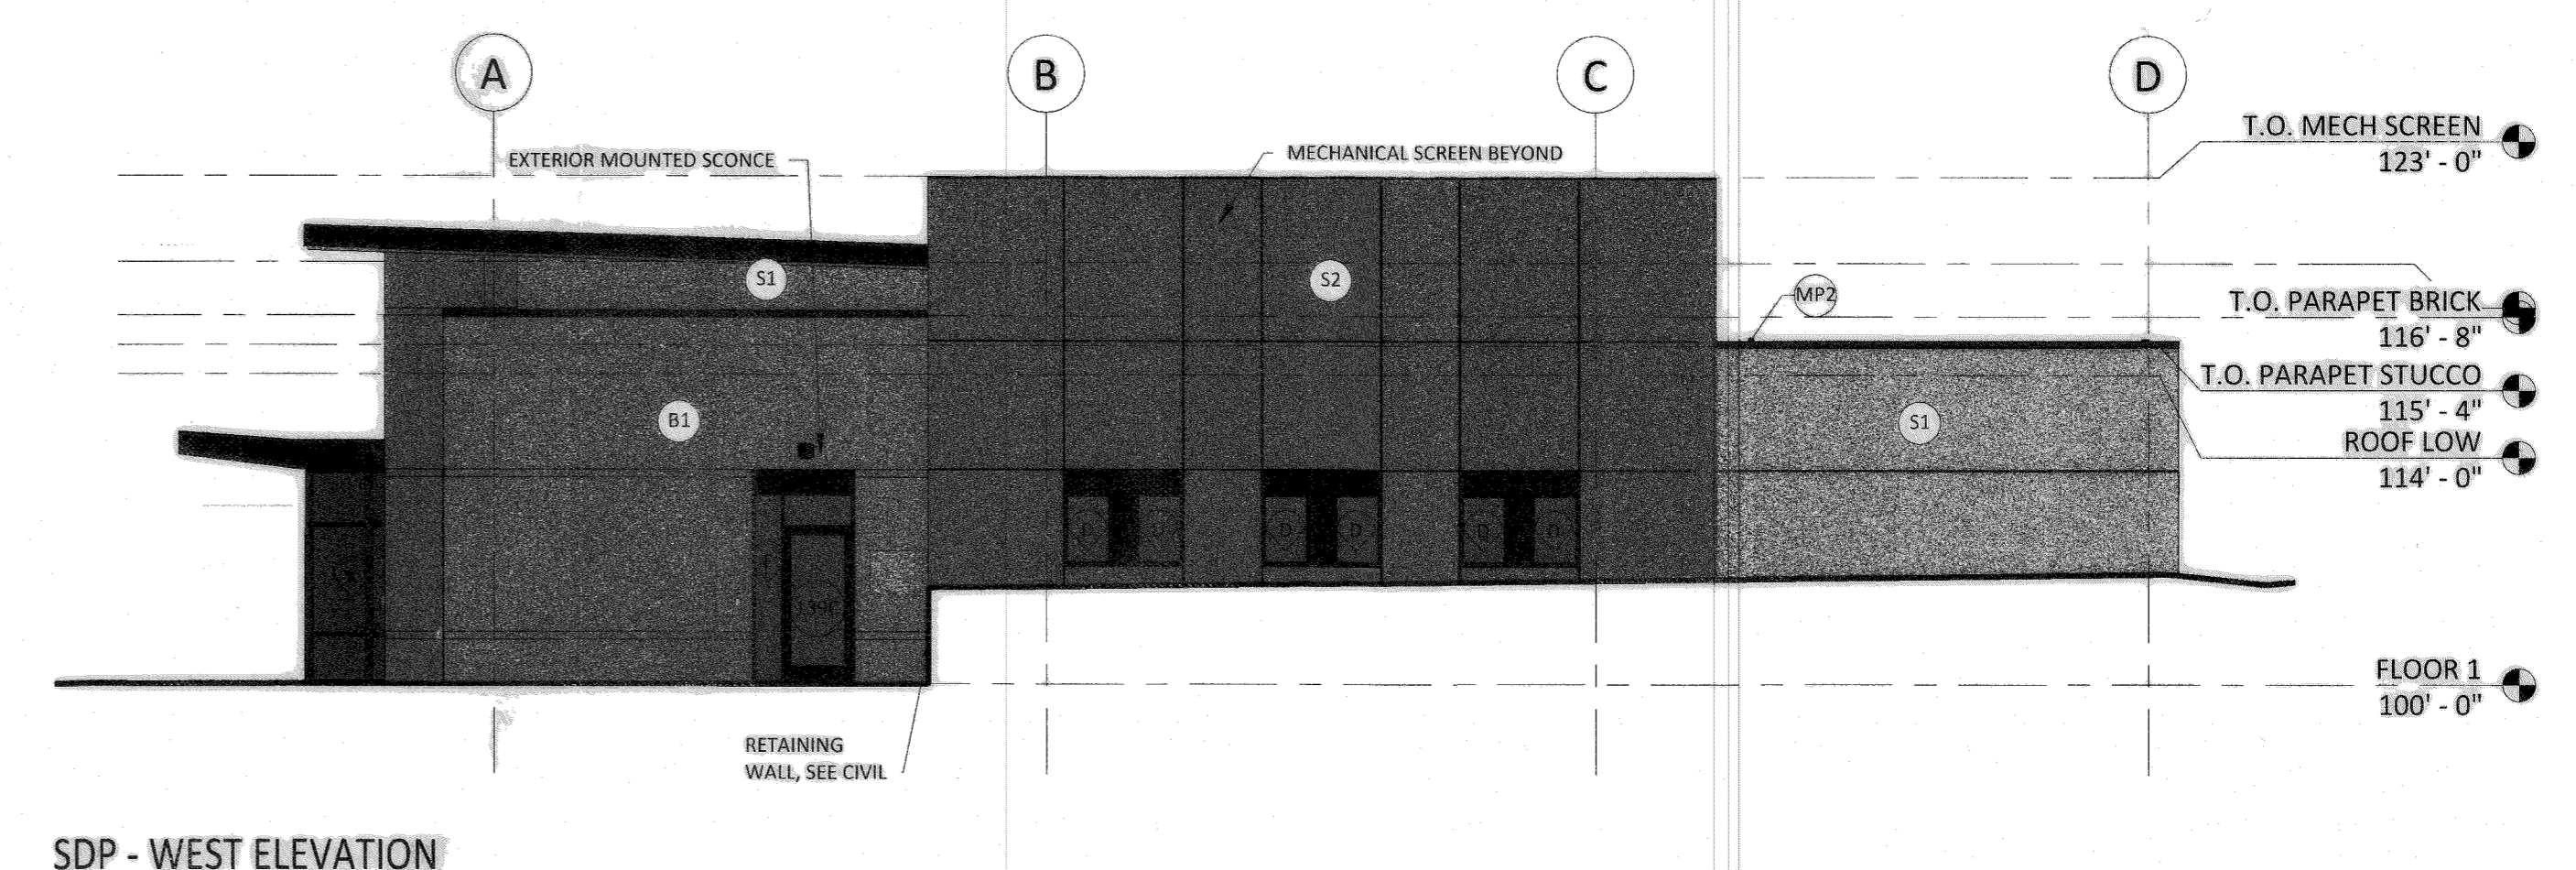 A
B
C
D
T.O. MECH SCREEN
123' - 0"
EXTERIOR MOUNTED SCONCE
MECHANICAL SCREEN BEYOND
S1
S2
MP2
T.O. PARAPET BRICK
116' - 8"
T.O. PARAPET STUCCO
115' - 4"
B1
S1
ROOF LOW
114' - 0"
D
D
D
D
D
139C
FLOOR 1
100' - 0"
RETAINING
WALL, SEE CIVIL
SDP - WEST ELEVATION